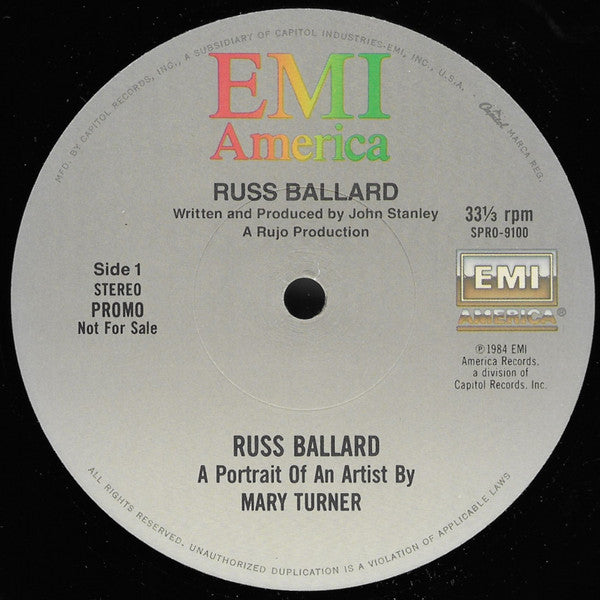 MFD. BY CAPITOL RECORDS, INC., A SUBSIDIARY OF CAPITOL INDUSTRIES-EMI, INC., U.S.A. • Capitol MARCA REG.
EMI
America
RUSS BALLARD
Written and Produced by John Stanley
A Rujo Production
33⅓ rpm
SPRO-9100
Side 1
STEREO
PROMO
Not For Sale
EMI
AMERICA®
℗1984 EMI
America Records,
a division of
Capitol Records, Inc.
RUSS BALLARD
A Portrait Of An Artist By
MARY TURNER
ALL RIGHTS RESERVED. UNAUTHORIZED DUPLICATION IS A VIOLATION OF APPLICABLE LAWS